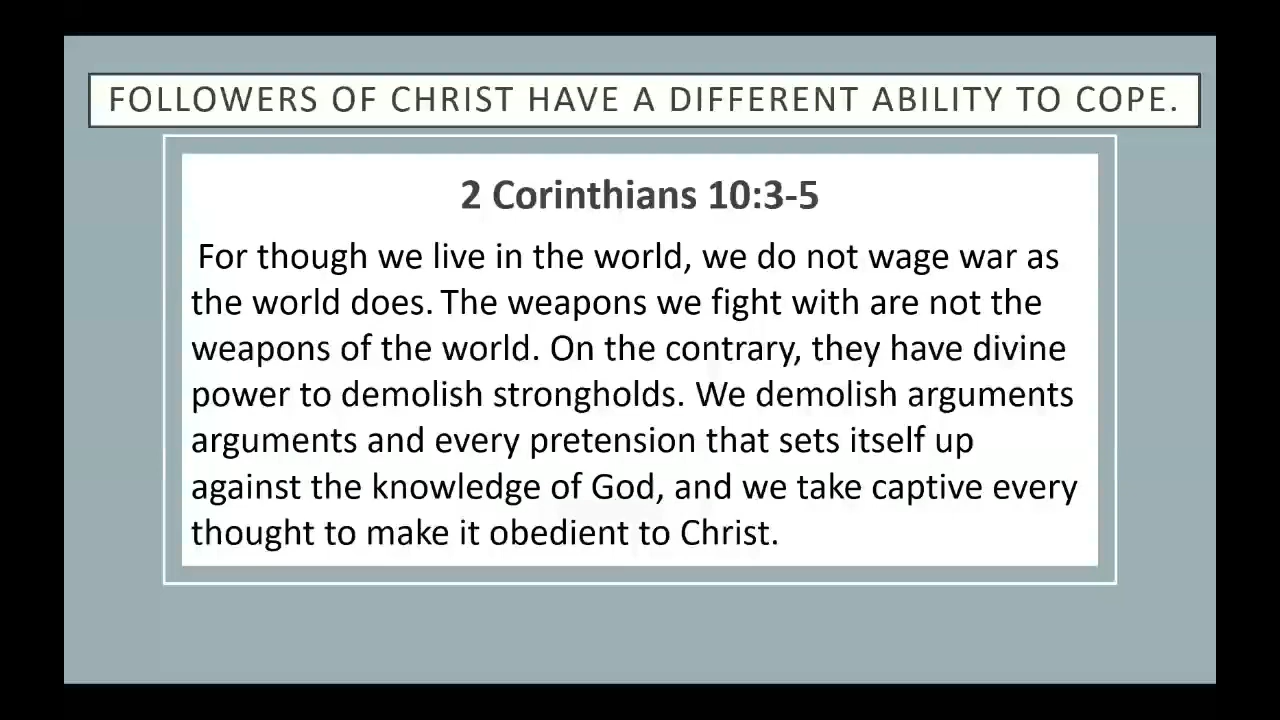 FOLLOWERS OF CHRIST HAVE A DIFFERENT ABILITY TO COPE.
2 Corinthians 10:3-5
For though we live in the world, we do not wage war as
the world does. The weapons we fight with are not the
weapons of the world. On the contrary, they have divine
power to demolish strongholds. We demolish arguments
arguments and every pretension that sets itself up
against the knowledge of God, and we take captive every
thought to make it obedient to Christ.